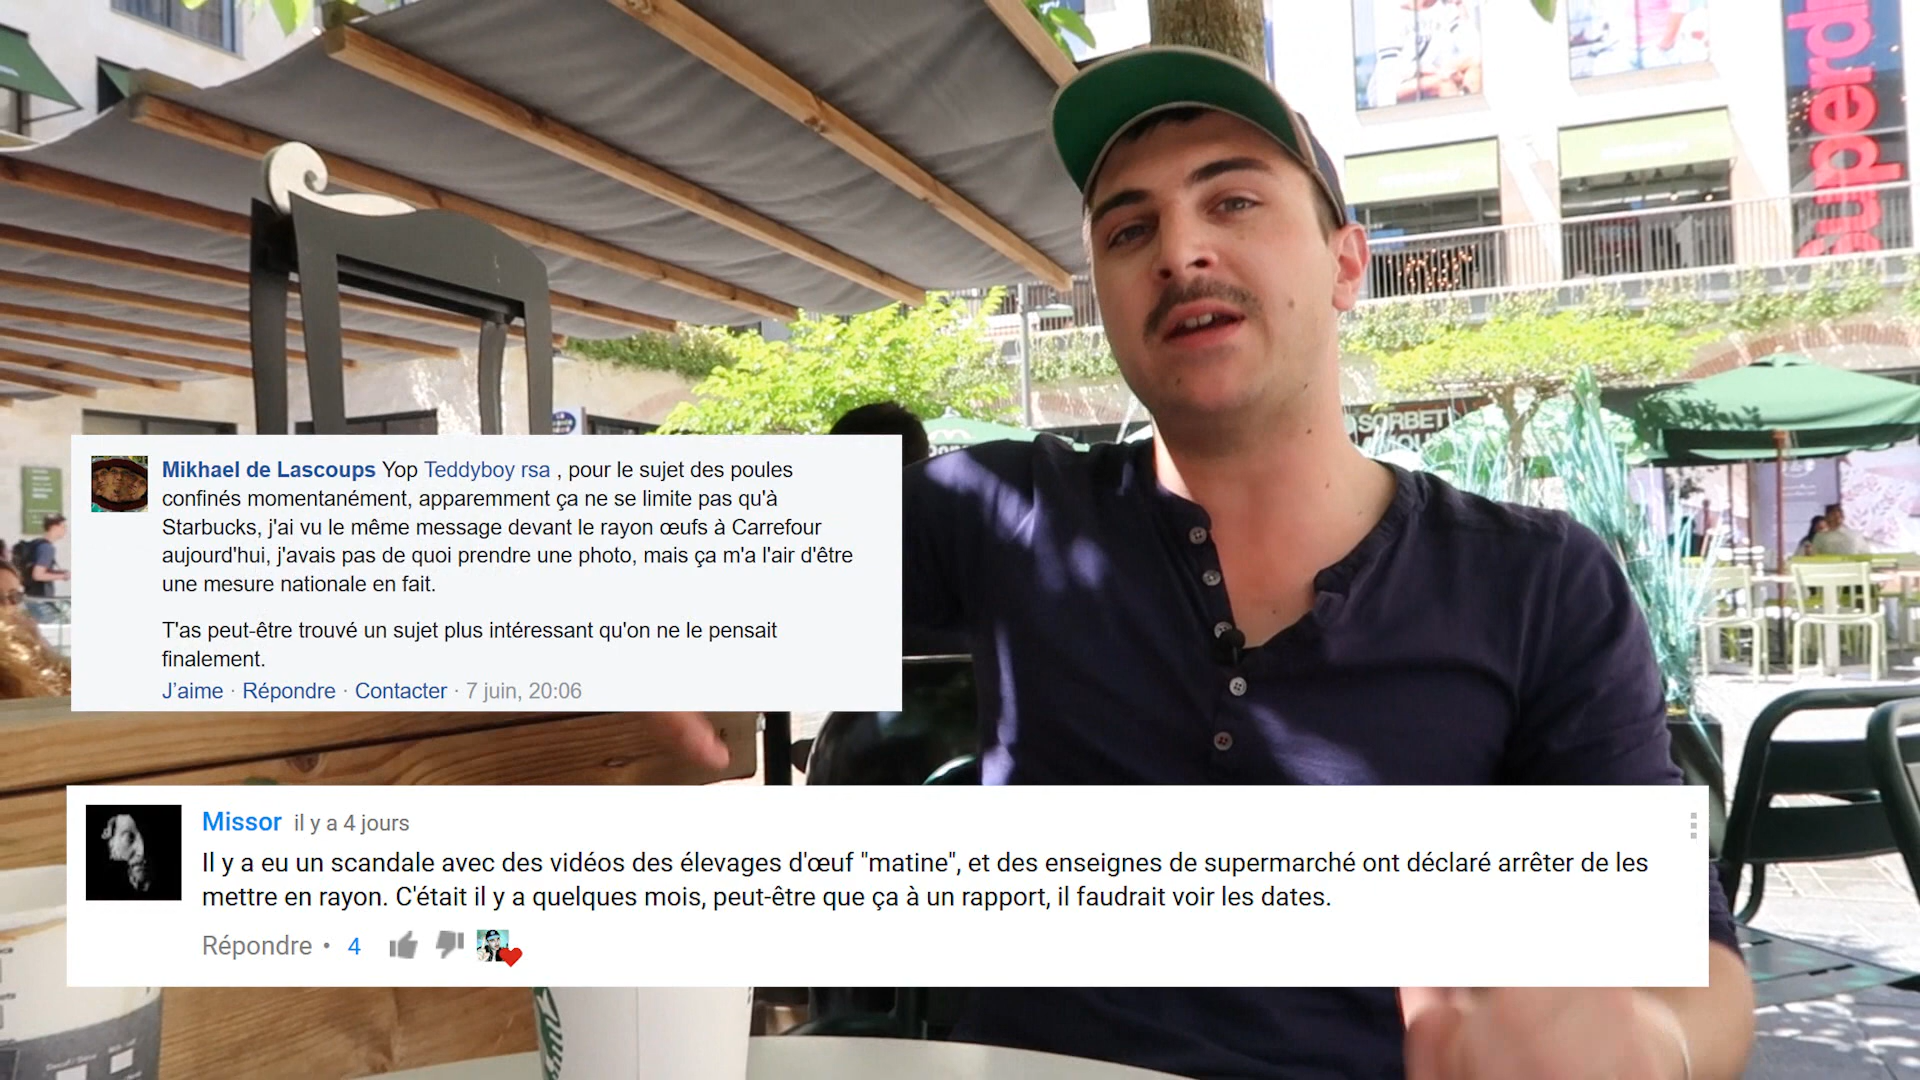 superd
SORBET
Mikhael de Lascoups Yop Teddyboy rsa , pour le sujet des poules
confinés momentanément, apparemment ça ne se limite pas qu'à
Starbucks, j'ai vu le même message devant le rayon œufs à Carrefour
aujourd'hui, j'avais pas de quoi prendre une photo, mais ça m'a l'air d'être
une mesure nationale en fait.
T'as peut-être trouvé un sujet plus intéressant qu'on ne le pensait
finalement.
J'aime · Répondre · Contacter · 7 juin, 20:06
Missor il y a 4 jours
Il y a eu un scandale avec des vidéos des élevages d'œuf "matine", et des enseignes de supermarché ont déclaré arrêter de les
mettre en rayon. C'était il y a quelques mois, peut-être que ça à un rapport, il faudrait voir les dates.
Répondre • 4